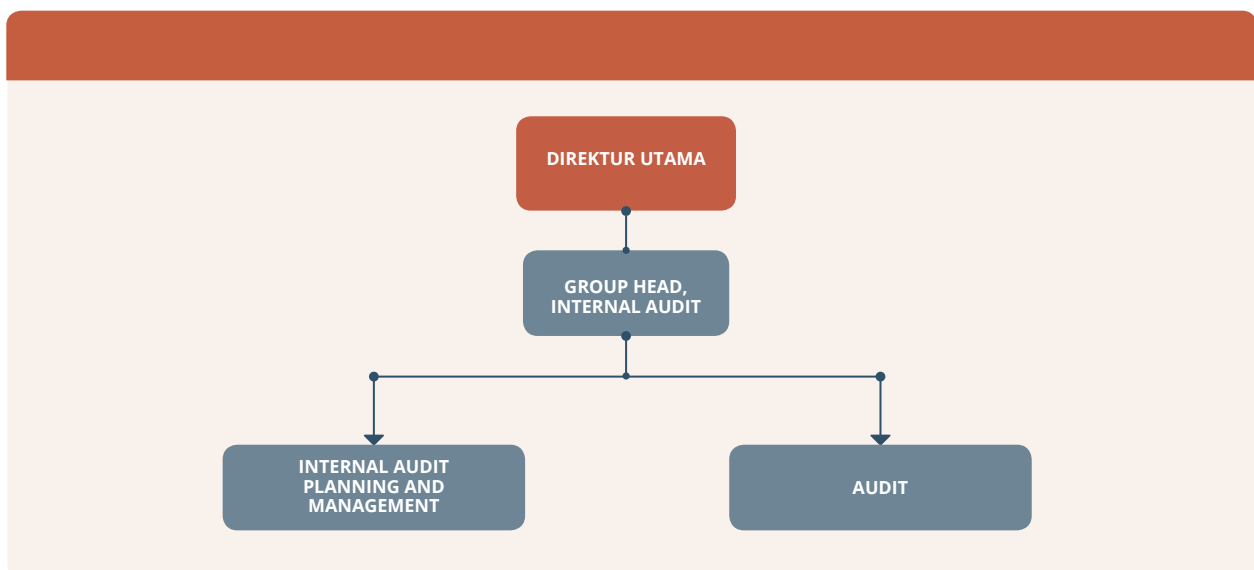 DIREKTUR UTAMA
GROUP HEAD,
INTERNAL AUDIT
INTERNAL AUDIT
PLANNING AND
MANAGEMENT
AUDIT